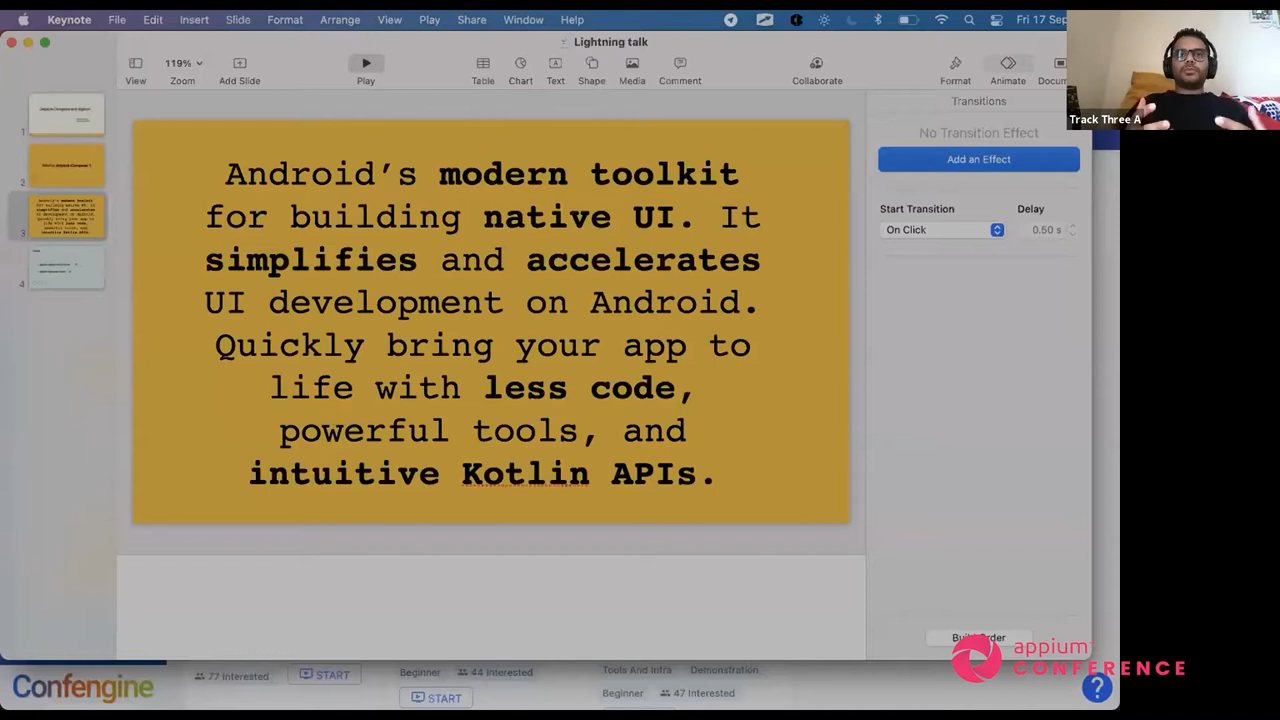 Keynote File Edit Insert Slide Format Arrange View Play Share Window Help Fri 17 Sep
Lightning talk
119%
View Zoom Add Slide Play Table Chart Text Shape Media Comment Collaborate Format Animate Docum
Track Three A
Transitions
No Transition Effect
Add an Effect
Start Transition Delay
On Click 0.50 s
1
2
3
4
Android’s modern toolkit
for building native UI. It
simplifies and accelerates
UI development on Android.
Quickly bring your app to
life with less code,
powerful tools, and
intuitive Kotlin APIs.
Build Order
appium
CONFERENCE
Confengine
77 Interested START Beginner 44 Interested Tools And Infra Demonstration
START Beginner 47 Interested
?